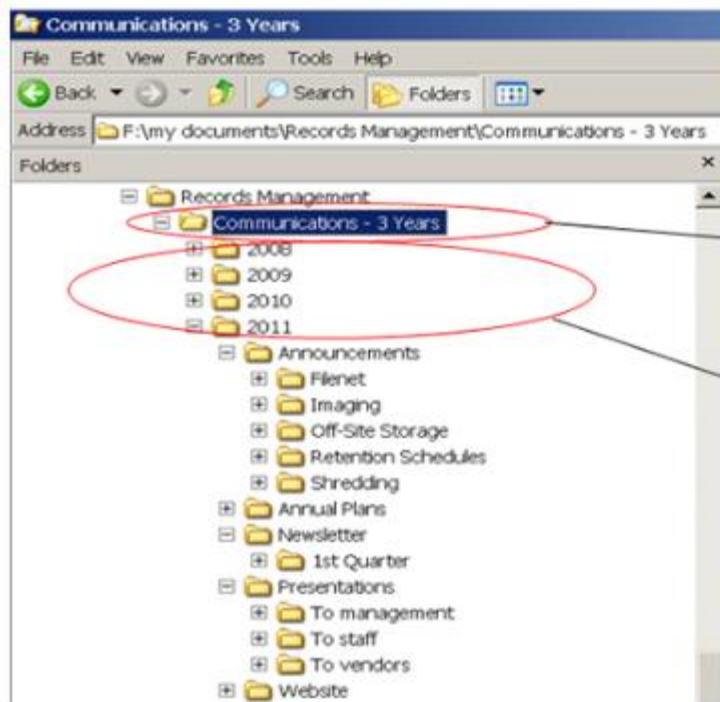 Communications - 3 Years
File Edit View Favorites Tools Help
Back Search Folders
Address F:\my documents\Records Management\Communications - 3 Years
Folders
Records Management
Communications - 3 Years
2008
2009
2010
2011
Announcements
Filenet
Imaging
Off-Site Storage
Retention Schedules
Shredding
Annual Plans
Newsletter
1st Quarter
Presentations
To management
To staff
To vendors
Website